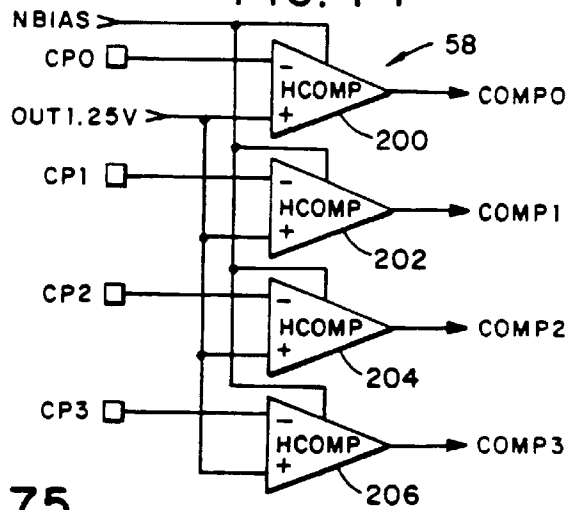 NBIAS
58
CP0
-
HCOMP
+
COMP0
OUT1.25V
200
CP1
-
HCOMP
+
COMP1
202
CP2
-
HCOMP
+
COMP2
204
CP3
-
HCOMP
+
COMP3
75
206